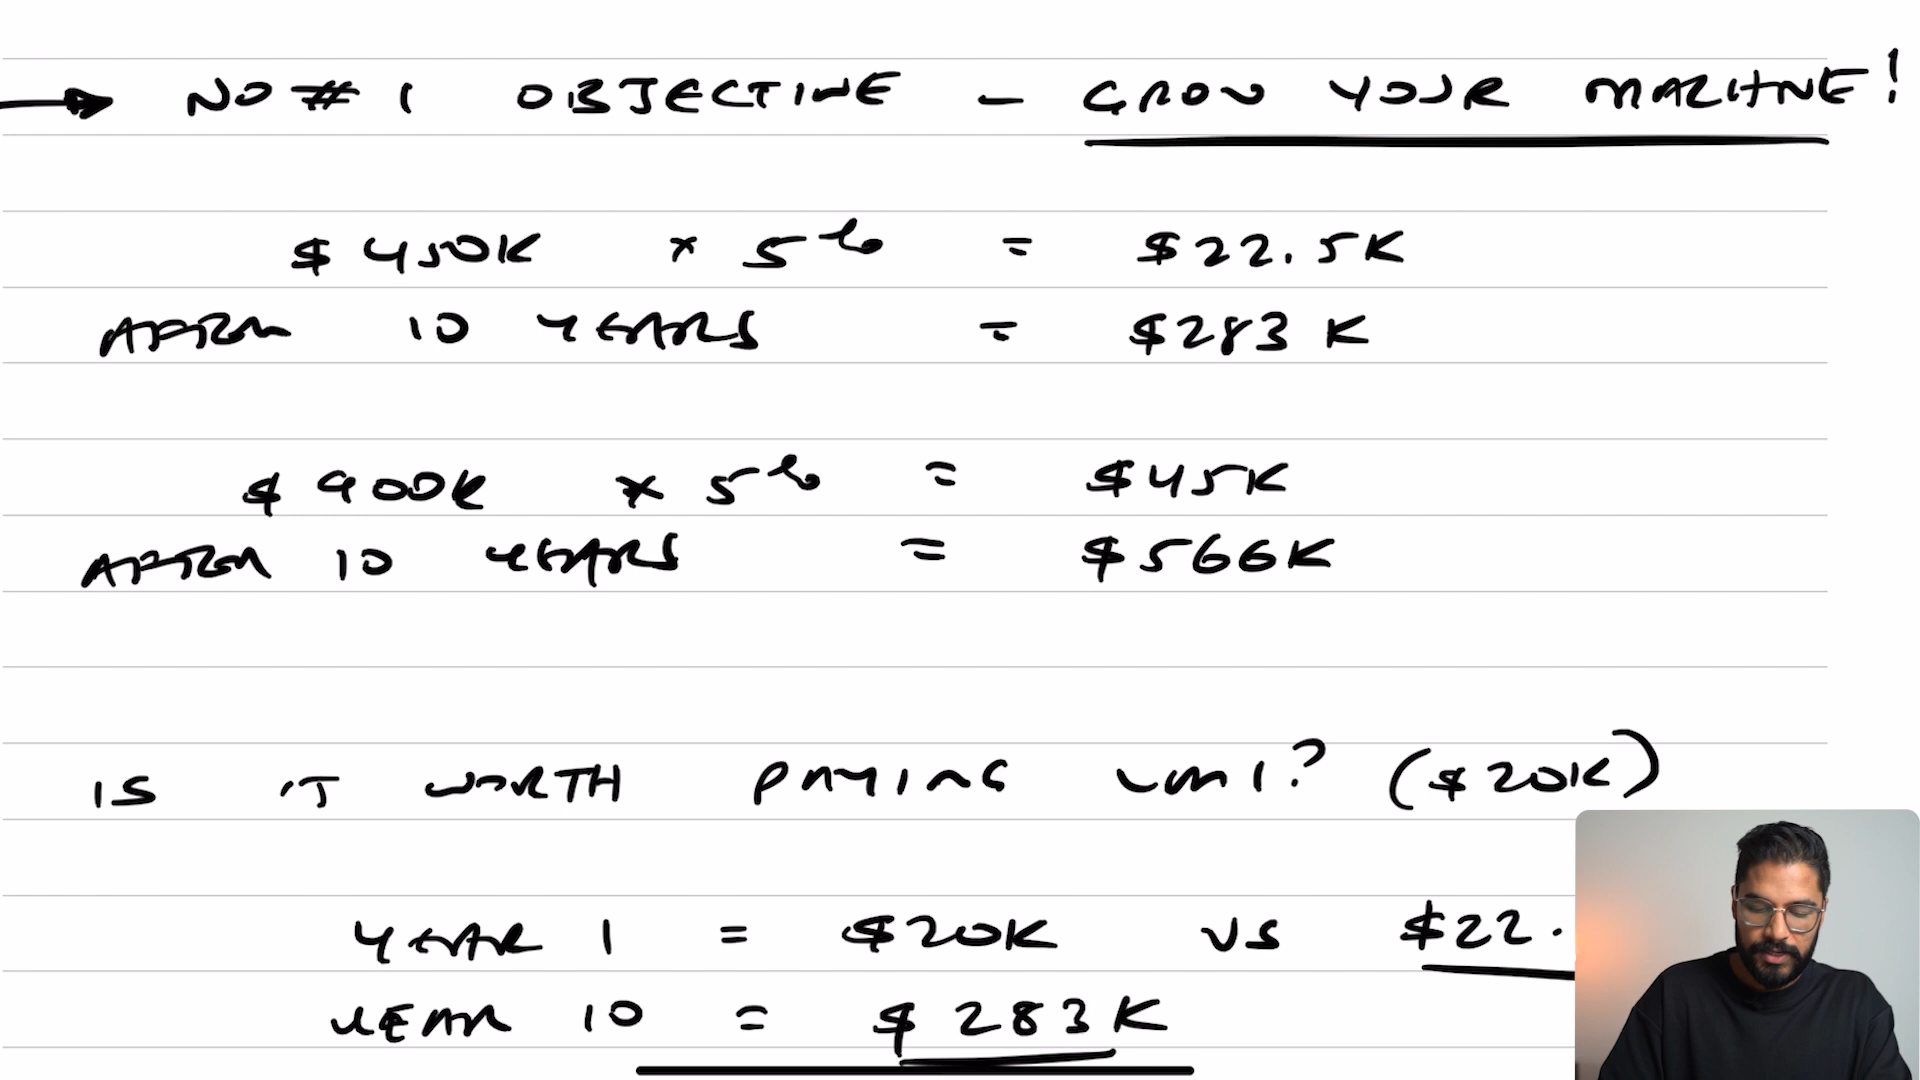 NO # 1 OBJECTIVE - GROW YOUR MACHINE!
$450K x 5% = $22.5K
AFTER 10 YEARS = $283K
$900K x 5% = $45K
AFTER 10 YEARS = $566K
IS IT WORTH PAYING LMI? ($20K)
YEAR 1 = $20K VS $22.
YEAR 10 = $283K